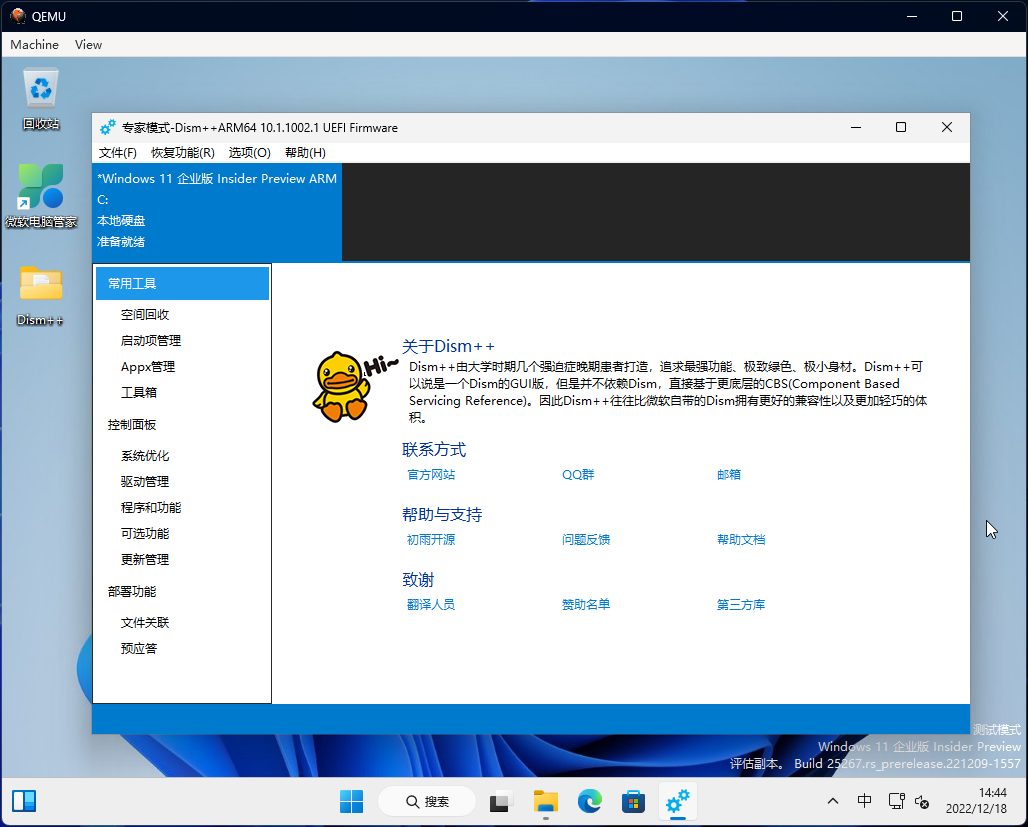 QEMU
Machine View
回收站
微软电脑管家
Dism++
专家模式-Dism++ARM64 10.1.1002.1 UEFI Firmware
文件(F) 恢复功能(R) 选项(O) 帮助(H)
*Windows 11 企业版 Insider Preview ARM
C:
本地硬盘
准备就绪
常用工具
空间回收
启动项管理
Appx管理
工具箱
控制面板
系统优化
驱动管理
程序和功能
可选功能
更新管理
部署功能
文件关联
预应答
Hi~
关于Dism++
Dism++由大学时期几个强迫症晚期患者打造，追求最强功能、极致绿色、极小身材。Dism++可
以说是一个Dism的GUI版，但是并不依赖Dism，直接基于更底层的CBS(Component Based
Servicing Reference)。因此Dism++往往比微软自带的Dism拥有更好的兼容性以及更加轻巧的体
积。
联系方式
官方网站 QQ群 邮箱
帮助与支持
初雨开源 问题反馈 帮助文档
致谢
翻译人员 赞助名单 第三方库
测试模式
Windows 11 企业版 Insider Preview
评估副本。 Build 25267.rs_prerelease.221209-1557
搜索
中
14:44
2022/12/18